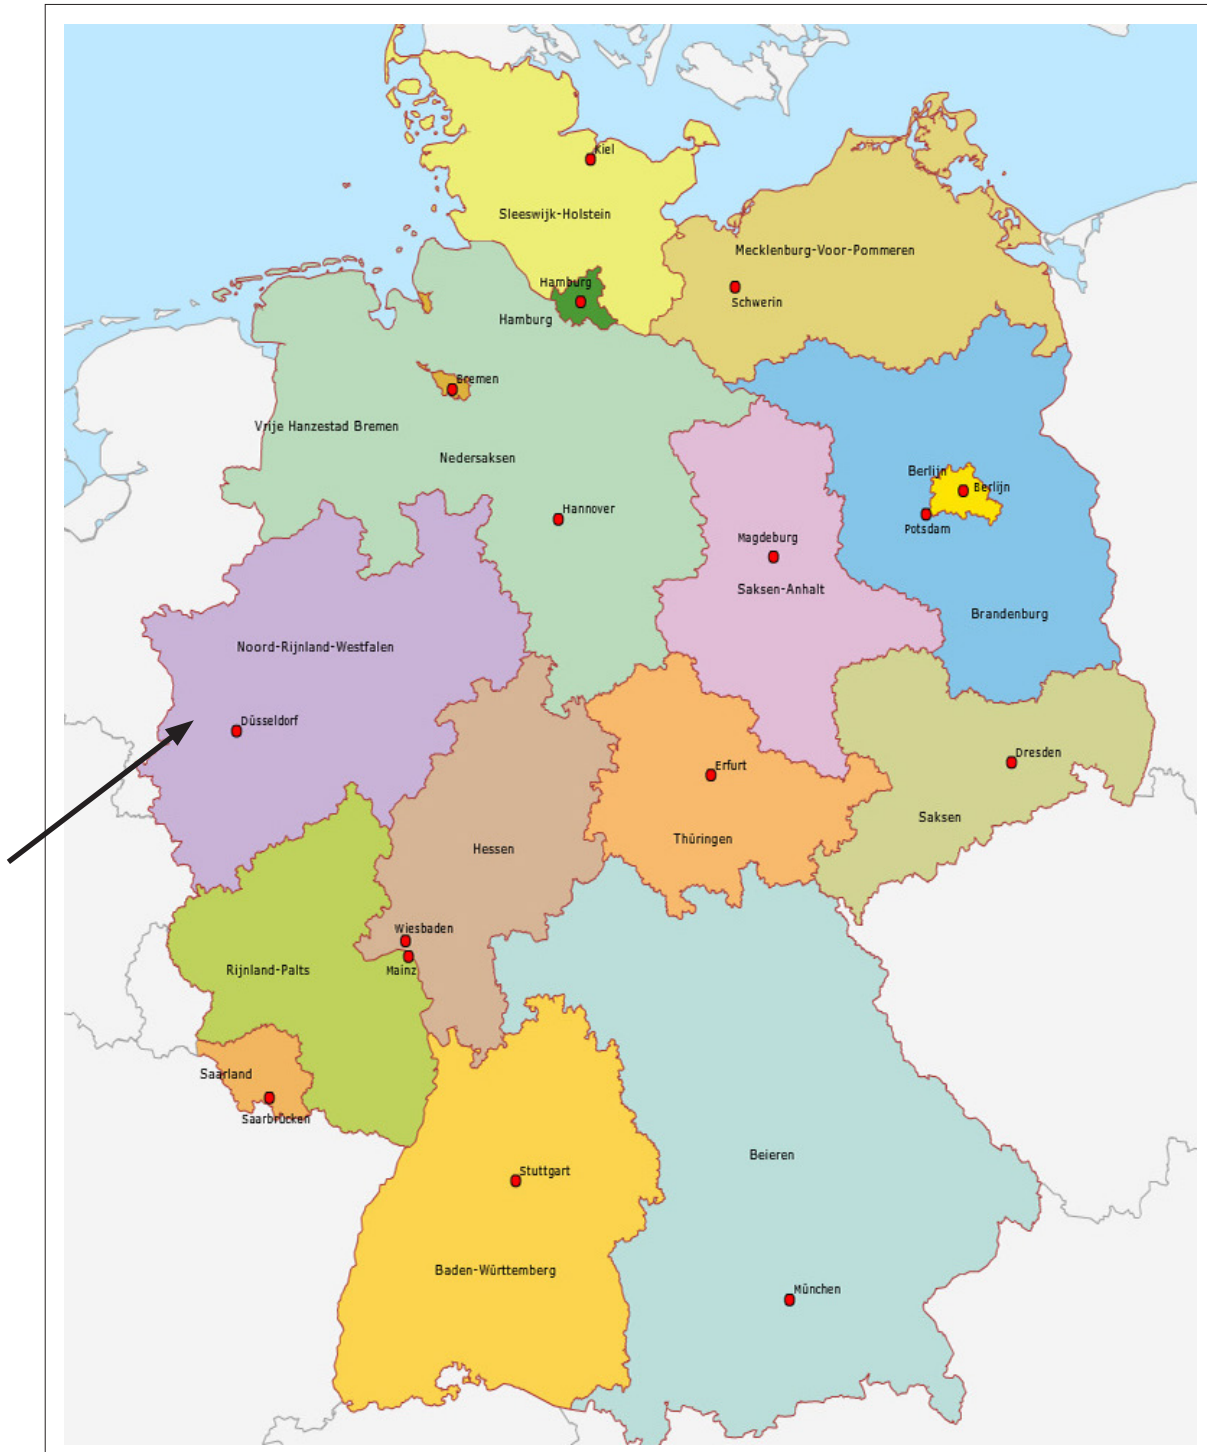 Kiel
Sleeswijk-Holstein
Mecklenburg-Voor-Pommeren
Hamburg
Schwerin
Hamburg
Bremen
Vrije Hanzestad Bremen
Nedersaksen
Berlijn
Berlijn
Hannover
Potsdam
Magdeburg
Saksen-Anhalt
Brandenburg
Noord-Rijnland-Westfalen
Düsseldorf
Dresden
Erfurt
Saksen
Thüringen
Hessen
Wiesbaden
Mainz
Rijnland-Palts
Saarland
Saarbrücken
Beieren
Stuttgart
Baden-Württemberg
München